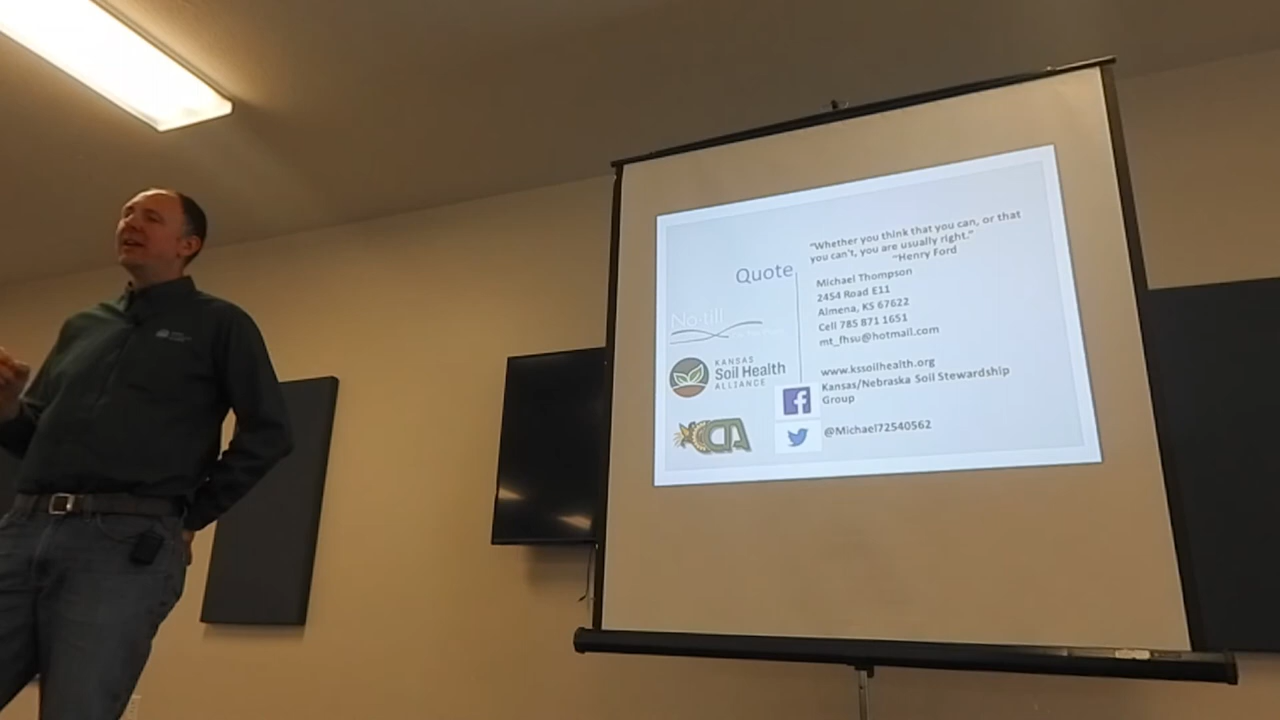 Quote
"Whether you think that you can, or that
you can't, you are usually right."
~Henry Ford
Michael Thompson
2454 Road E11
Almena, KS 67622
Cell 785 871 1651
mt_fhsu@hotmail.com
www.kssoilhealth.org
Kansas/Nebraska Soil Stewardship
Group
@Michael72540562
No-till
KANSAS
Soil Health
ALLIANCE